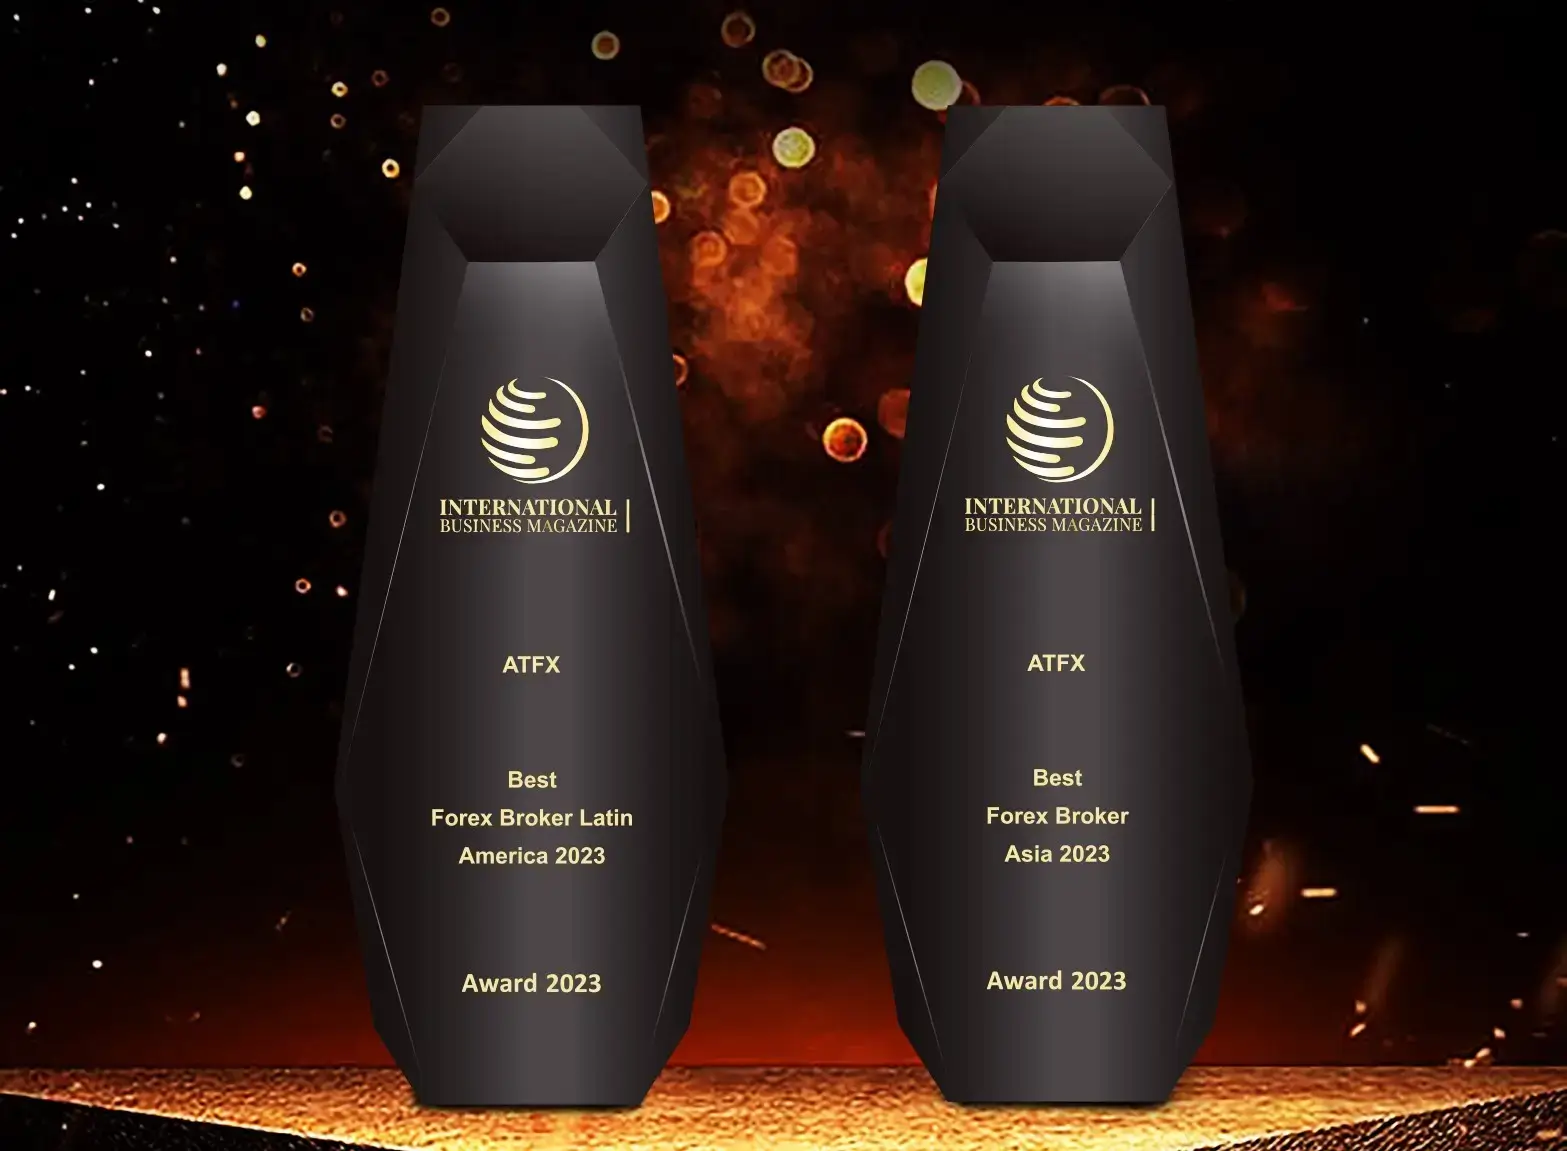 INTERNATIONAL
BUSINESS MAGAZINE
ATFX
Best
Forex Broker Latin
America 2023
Award 2023
INTERNATIONAL
BUSINESS MAGAZINE
ATFX
Best
Forex Broker
Asia 2023
Award 2023